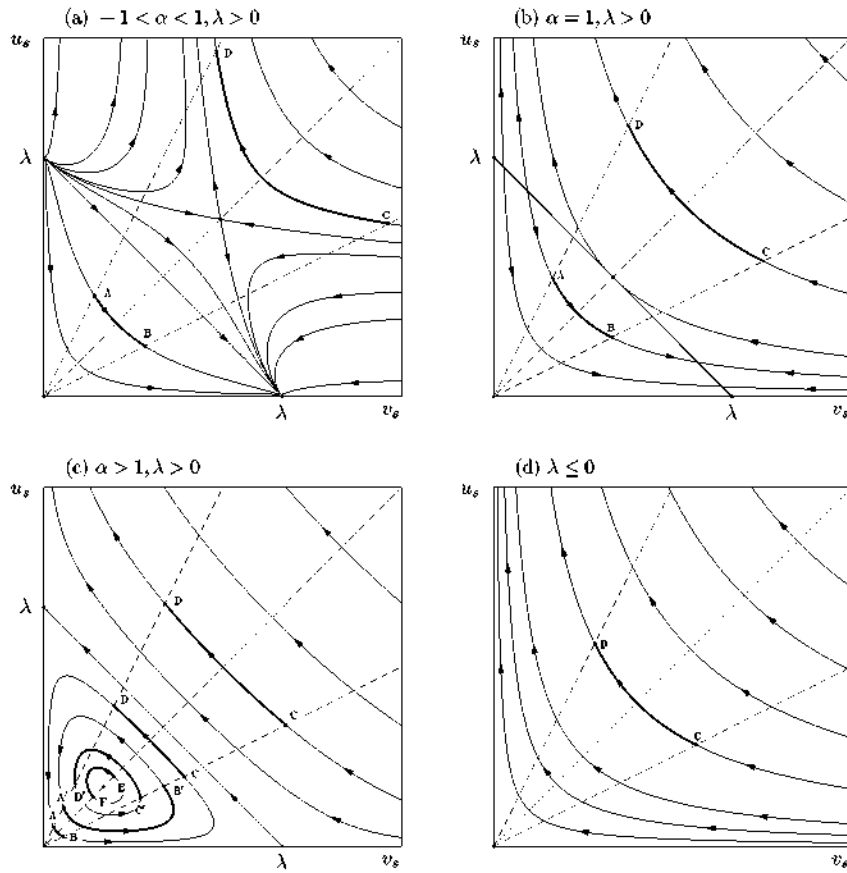 (a) − 1 < α < 1, λ > 0
u_s
D
λ
C
A
B
λ
v_s
(b) α = 1, λ > 0
u_s
D
λ
C
A
B
λ
v_s
(c) α > 1, λ > 0
u_s
D
λ
C
D
C
E
B'
A'
D'
F
C'
A
B
λ
v_s
(d) λ ≤ 0
u_s
D
C
v_s